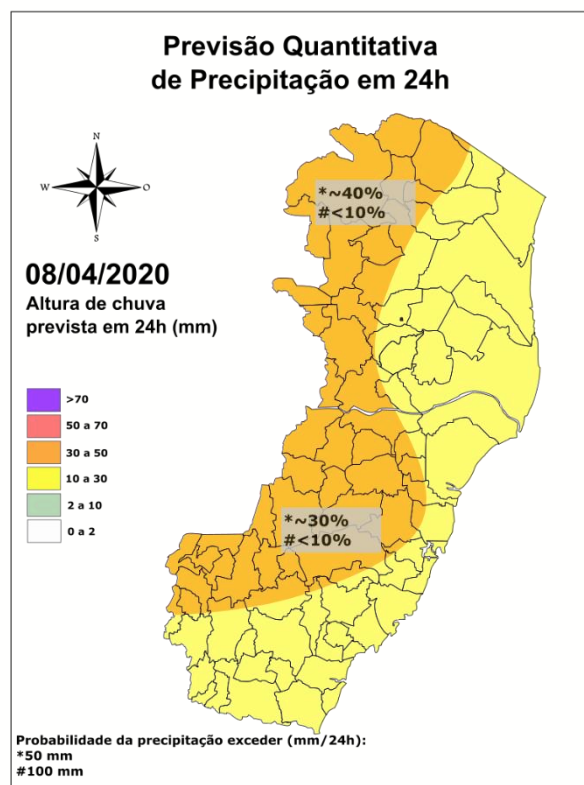 Previsão Quantitativa
de Precipitação em 24h
N
W
O
S
*~40%
#<10%
08/04/2020
Altura de chuva
prevista em 24h (mm)
>70
50 a 70
30 a 50
10 a 30
2 a 10
0 a 2
*~30%
#<10%
Probabilidade da precipitação exceder (mm/24h):
*50 mm
#100 mm